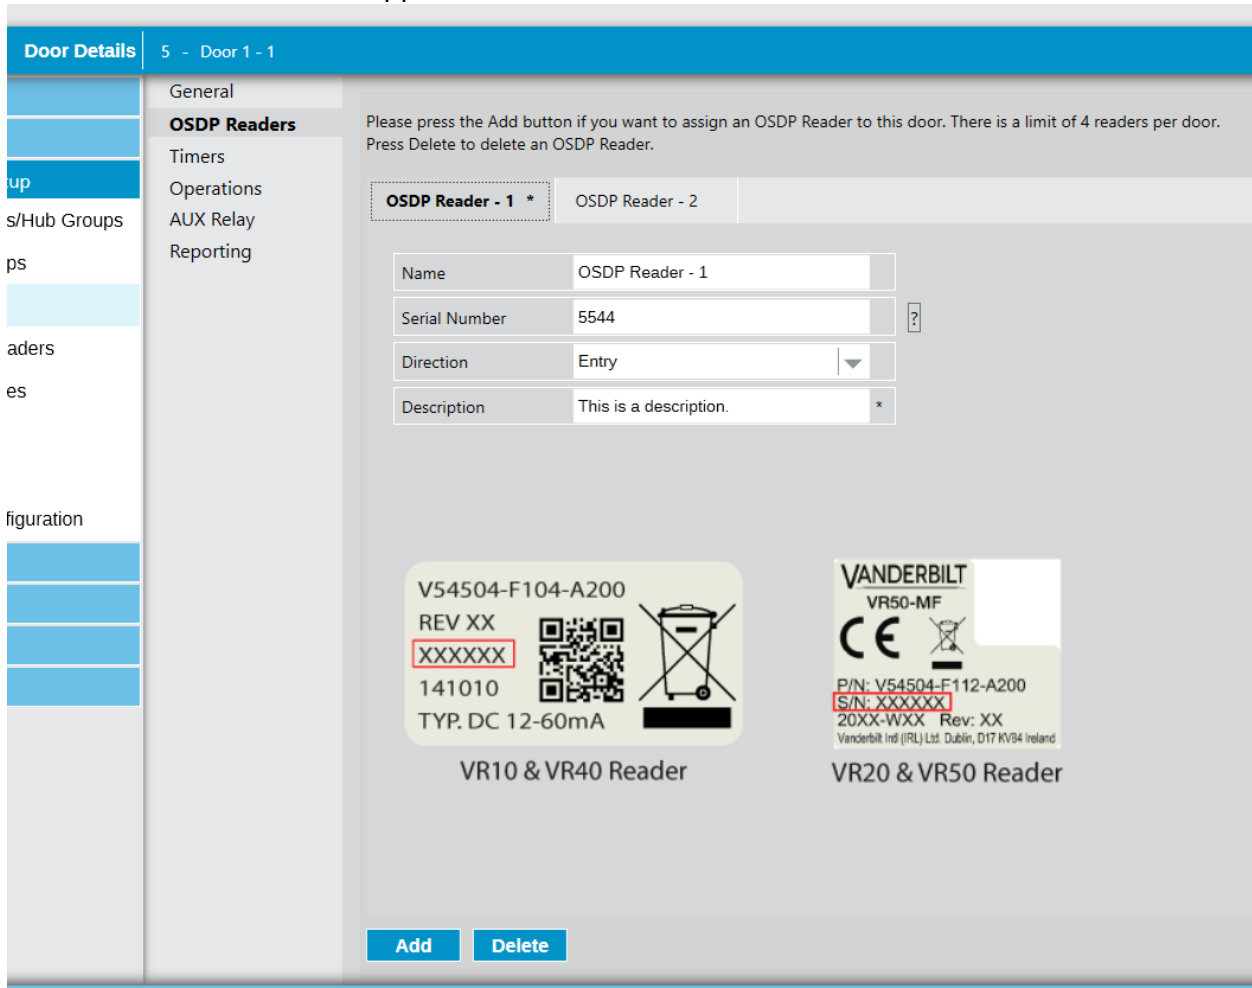 Door Details
5 - Door 1 - 1
up
s/Hub Groups
ps
aders
es
figuration
General
OSDP Readers
Timers
Operations
AUX Relay
Reporting
Please press the Add button if you want to assign an OSDP Reader to this door. There is a limit of 4 readers per door.
Press Delete to delete an OSDP Reader.
OSDP Reader - 1 *
OSDP Reader - 2
Name OSDP Reader - 1
Serial Number 5544 ?
Direction Entry
Description This is a description. *
V54504-F104-A200
REV XX
XXXXXX
141010
TYP. DC 12-60mA
VR10 & VR40 Reader
VANDERBILT
VR50-MF
CE
P/N: V54504-F112-A200
S/N: XXXXXX
20XX-WXX Rev: XX
Vanderbilt Intl (IRL) Ltd. Dublin, D17 KV84 Ireland
VR20 & VR50 Reader
Add
Delete